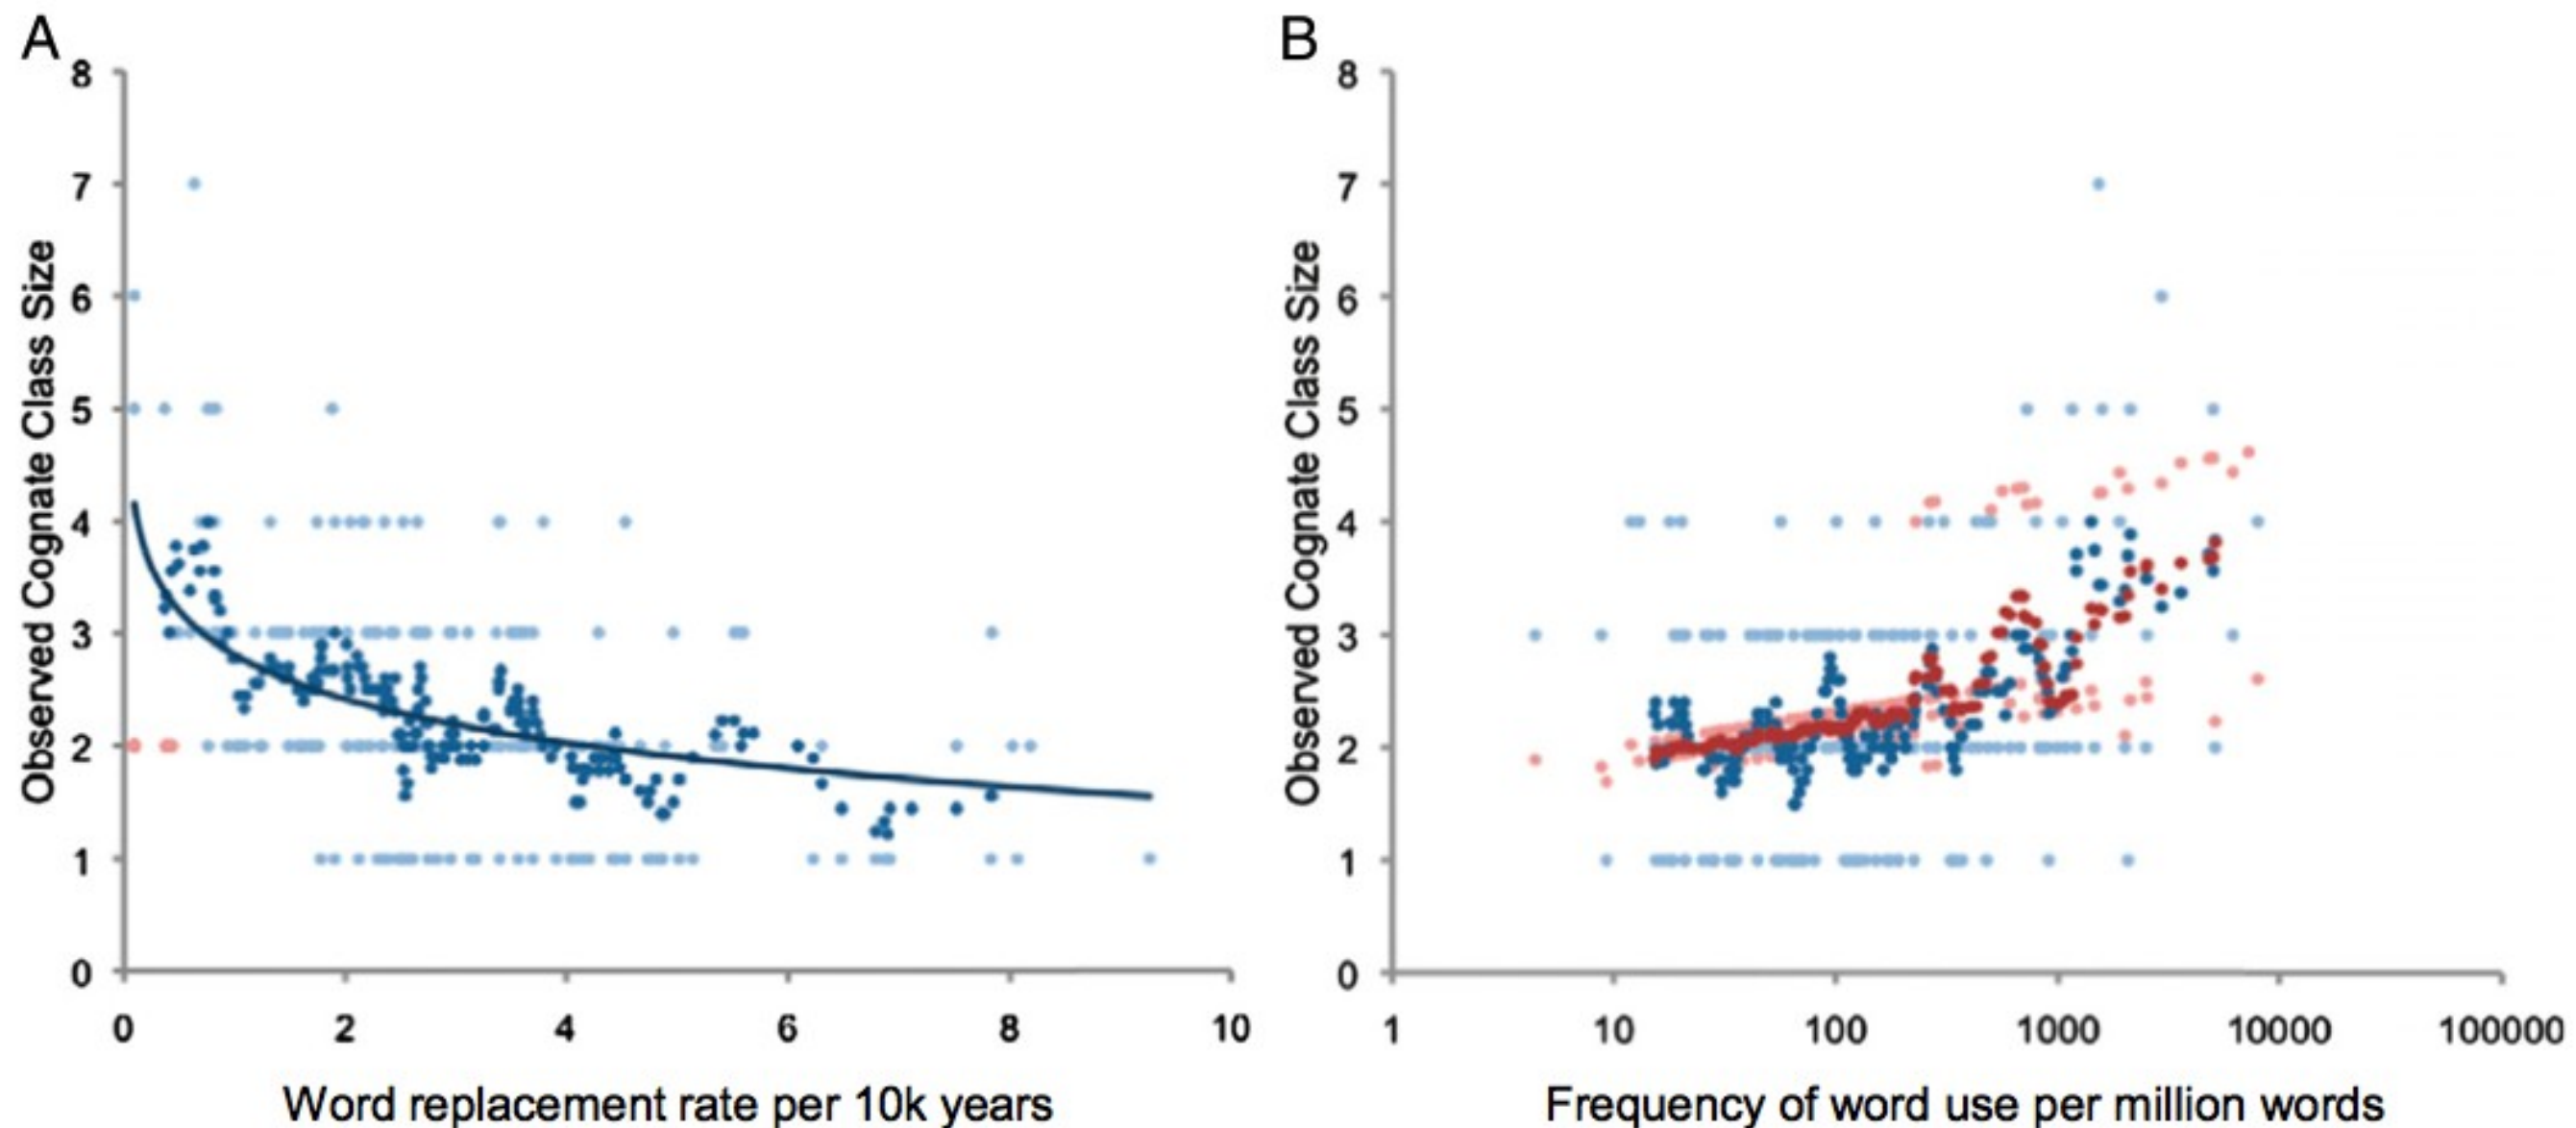 A
8
7
6
5
4
3
2
1
0
Observed Cognate Class Size
0 2 4 6 8 10
Word replacement rate per 10k years
B
8
7
6
5
4
3
2
1
0
Observed Cognate Class Size
1 10 100 1000 10000 100000
Frequency of word use per million words